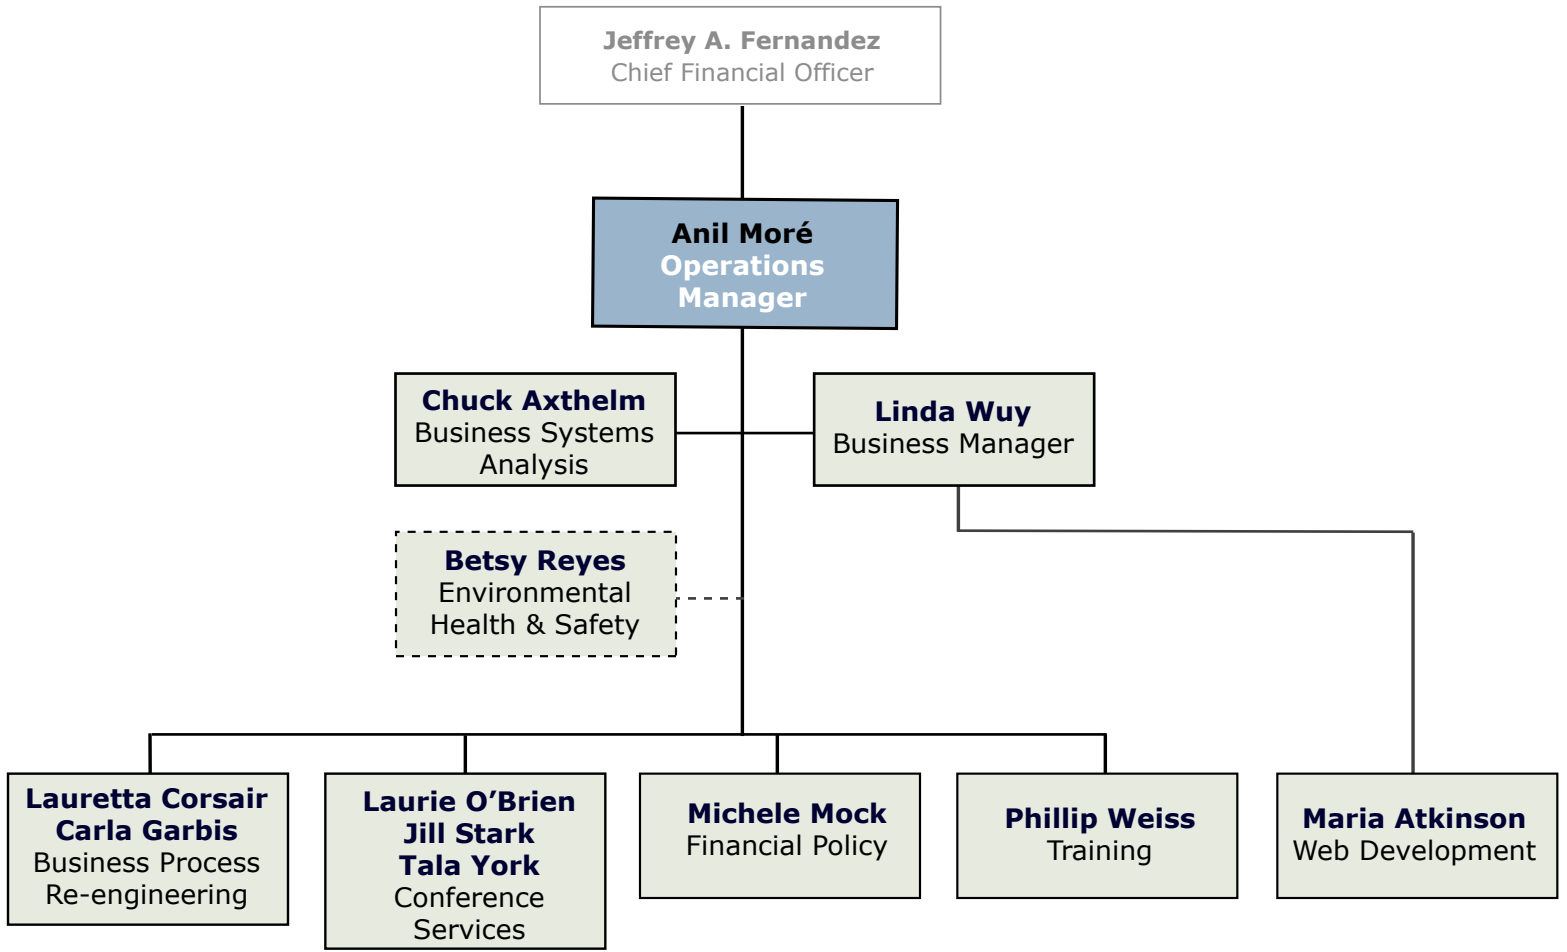 Jeffrey A. Fernandez
Chief Financial Officer
Anil Moré
Operations
Manager
Chuck Axthelm
Business Systems
Analysis
Linda Wuy
Business Manager
Betsy Reyes
Environmental
Health & Safety
Lauretta Corsair
Carla Garbis
Business Process
Re-engineering
Laurie O’Brien
Jill Stark
Tala York
Conference
Services
Michele Mock
Financial Policy
Phillip Weiss
Training
Maria Atkinson
Web Development